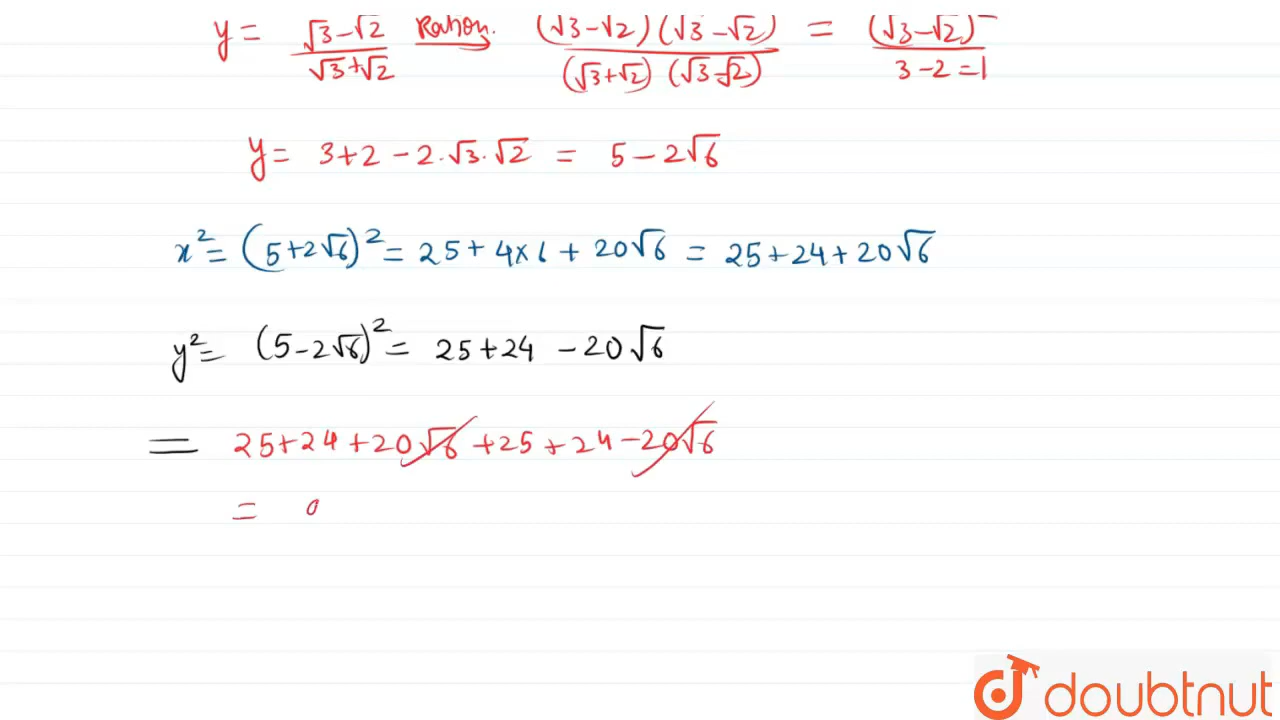 y = √3-√2/√3+√2 Ration. (√3-√2)(√3-√2)/(√3+√2)(√3-√2) = (√3-√2)²/3-2=1
y = 3+2-2·√3·√2 = 5-2√6
x² = (5+2√6)² = 25+4×6+20√6 = 25+24+20√6
y² = (5-2√6)² = 25+24-20√6
= 25+24+20√6+25+24-20√6
=
doubtnut